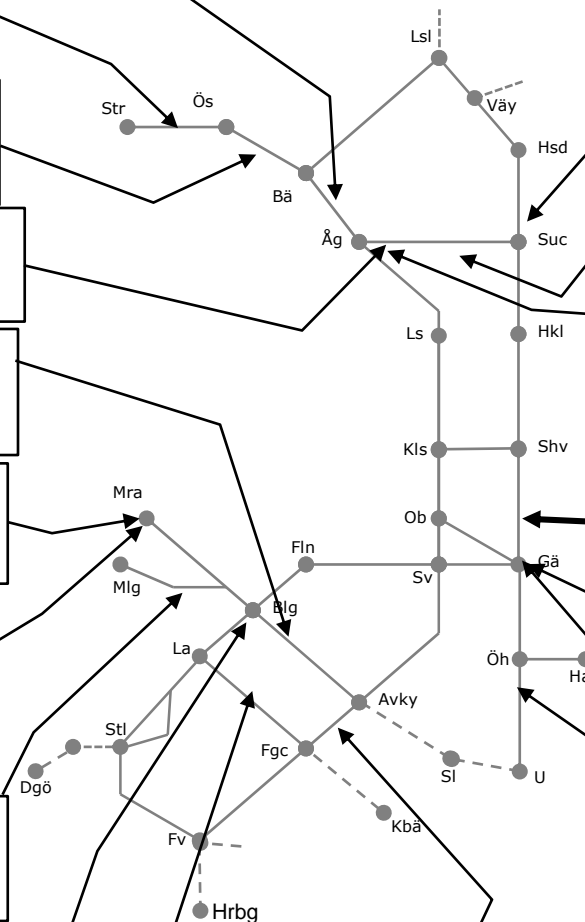 Lsl
Väy
Str
Ös
Hsd
Bä
Åg
Suc
Ls
Hkl
Kls
Shv
Mra
Ob
Fln
Gä
Mlg
Sv
Blg
La
Öh
Avky
Stl
Fgc
Sl
U
Dgö
Kbä
Fv
Hrbg